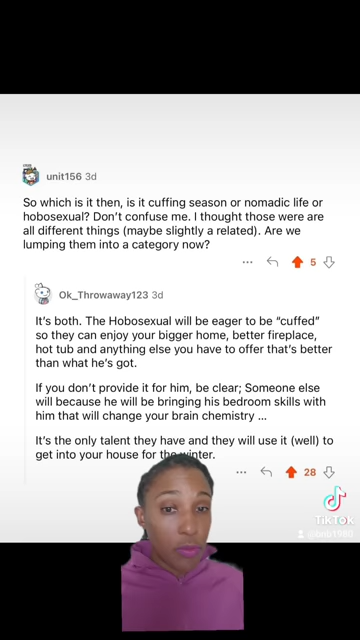 unit156 3d
So which is it then, is it cuffing season or nomadic life or
hobosexual? Don't confuse me. I thought those were are
all different things (maybe slightly a related). Are we
lumping them into a category now?
5
Ok_Throwaway123 3d
It's both. The Hobosexual will be eager to be “cuffed”
so they can enjoy your bigger home, better fireplace,
hot tub and anything else you have to offer that's better
than what he's got.
If you don't provide it for him, be clear; Someone else
will because he will be bringing his bedroom skills with
him that will change your brain chemistry ...
It's the only talent they have and they will use it (well) to
get into your house for the winter.
28
TikTok